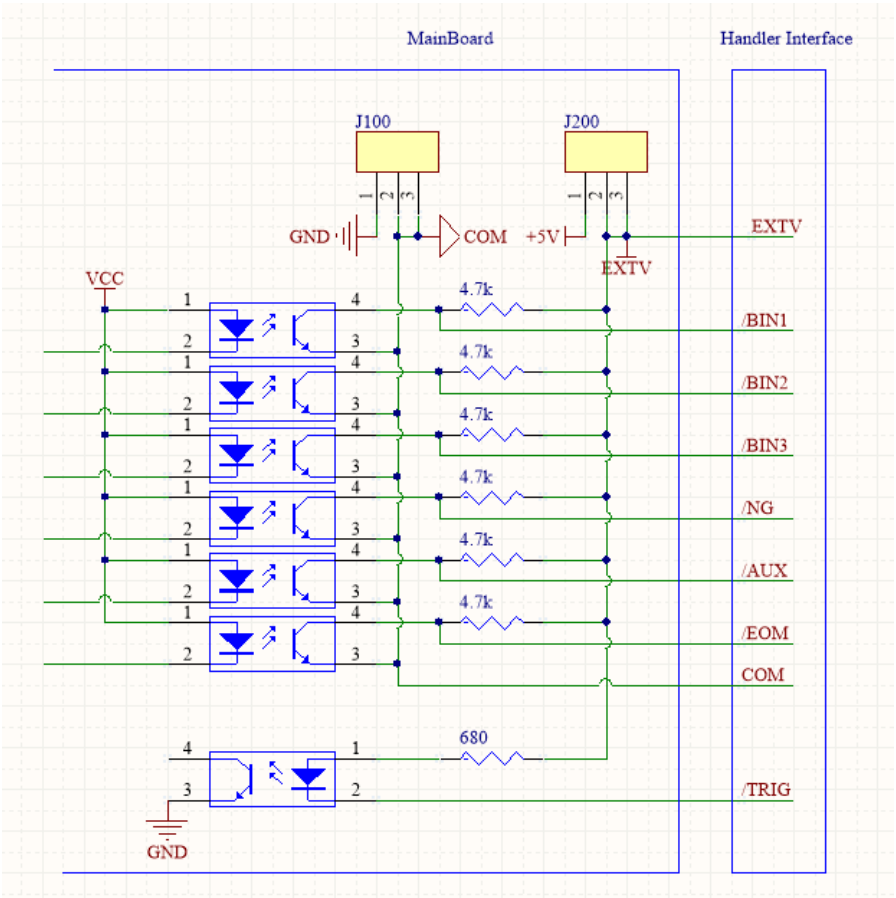 MainBoard Handler Interface
J100 J200
1 2 3 1 2 3
GND COM +5V EXTV
EXTV
VCC
1 4 4.7k
2 3 /BIN1
1 4 4.7k
2 3 /BIN2
1 4 4.7k
2 3 /BIN3
1 4 4.7k
2 3 /NG
1 4 4.7k
2 3 /AUX
1 4 4.7k
2 3 /EOM
COM
4 1 680
3 2 /TRIG
GND